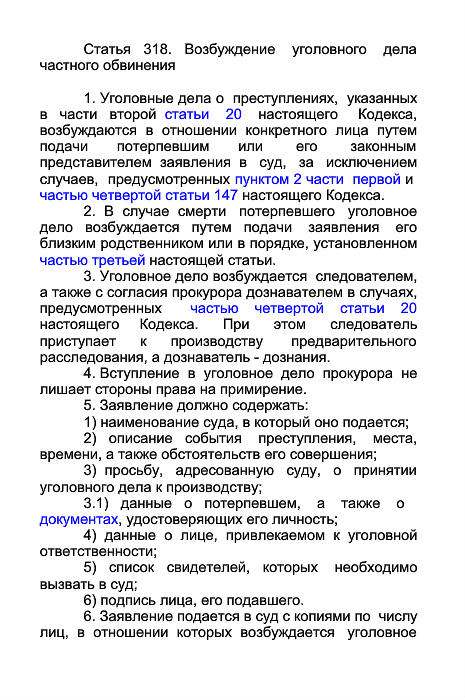 Статья 318. Возбуждение уголовного дела
частного обвинения
1. Уголовные дела о преступлениях, указанных
в части второй статьи 20 настоящего Кодекса,
возбуждаются в отношении конкретного лица путем
подачи потерпевшим или его законным
представителем заявления в суд, за исключением
случаев, предусмотренных пунктом 2 части первой и
частью четвертой статьи 147 настоящего Кодекса.
2. В случае смерти потерпевшего уголовное
дело возбуждается путем подачи заявления его
близким родственником или в порядке, установленном
частью третьей настоящей статьи.
3. Уголовное дело возбуждается следователем,
а также с согласия прокурора дознавателем в случаях,
предусмотренных частью четвертой статьи 20
настоящего Кодекса. При этом следователь
приступает к производству предварительного
расследования, а дознаватель - дознания.
4. Вступление в уголовное дело прокурора не
лишает стороны права на примирение.
5. Заявление должно содержать:
1) наименование суда, в который оно подается;
2) описание события преступления, места,
времени, а также обстоятельств его совершения;
3) просьбу, адресованную суду, о принятии
уголовного дела к производству;
3.1) данные о потерпевшем, а также о
документах, удостоверяющих его личность;
4) данные о лице, привлекаемом к уголовной
ответственности;
5) список свидетелей, которых необходимо
вызвать в суд;
6) подпись лица, его подавшего.
6. Заявление подается в суд с копиями по числу
лиц, в отношении которых возбуждается уголовное